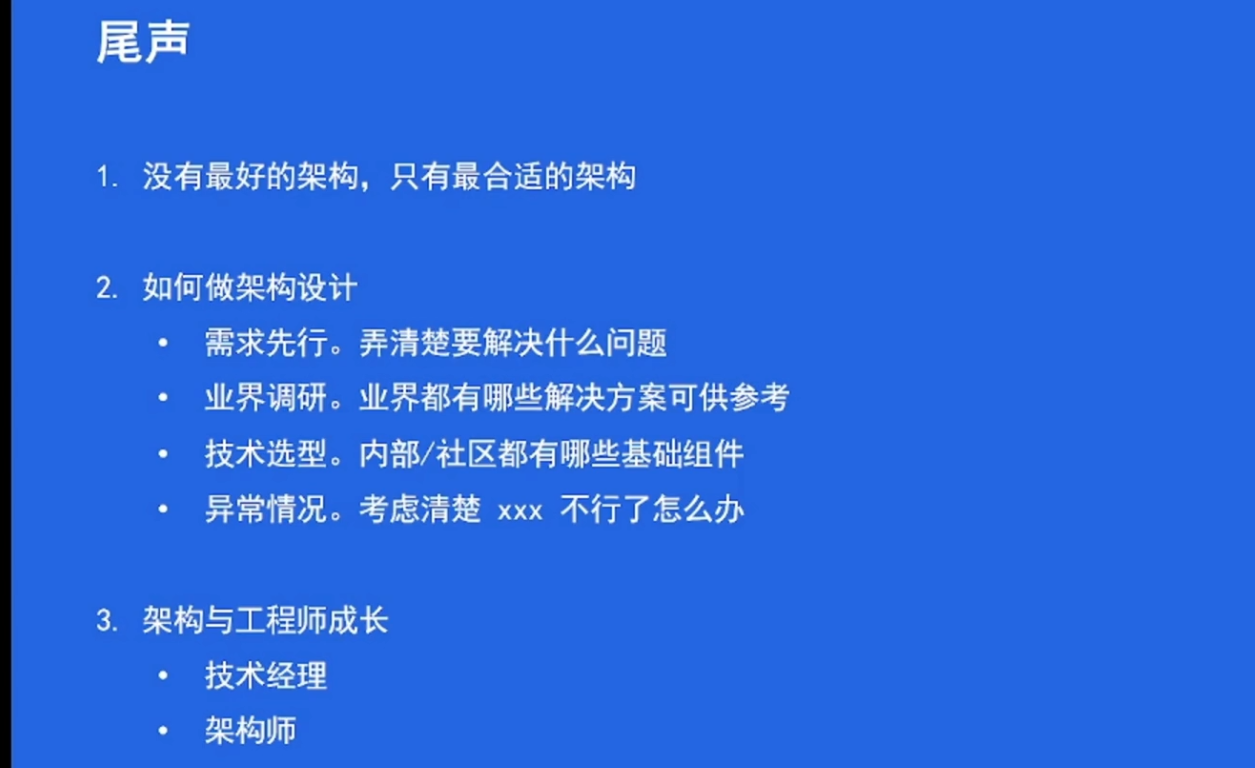 尾声
1. 没有最好的架构，只有最合适的架构
2. 如何做架构设计
• 需求先行。弄清楚要解决什么问题
• 业界调研。业界都有哪些解决方案可供参考
• 技术选型。内部/社区都有哪些基础组件
• 异常情况。考虑清楚 xxx 不行了怎么办
3. 架构与工程师成长
• 技术经理
• 架构师